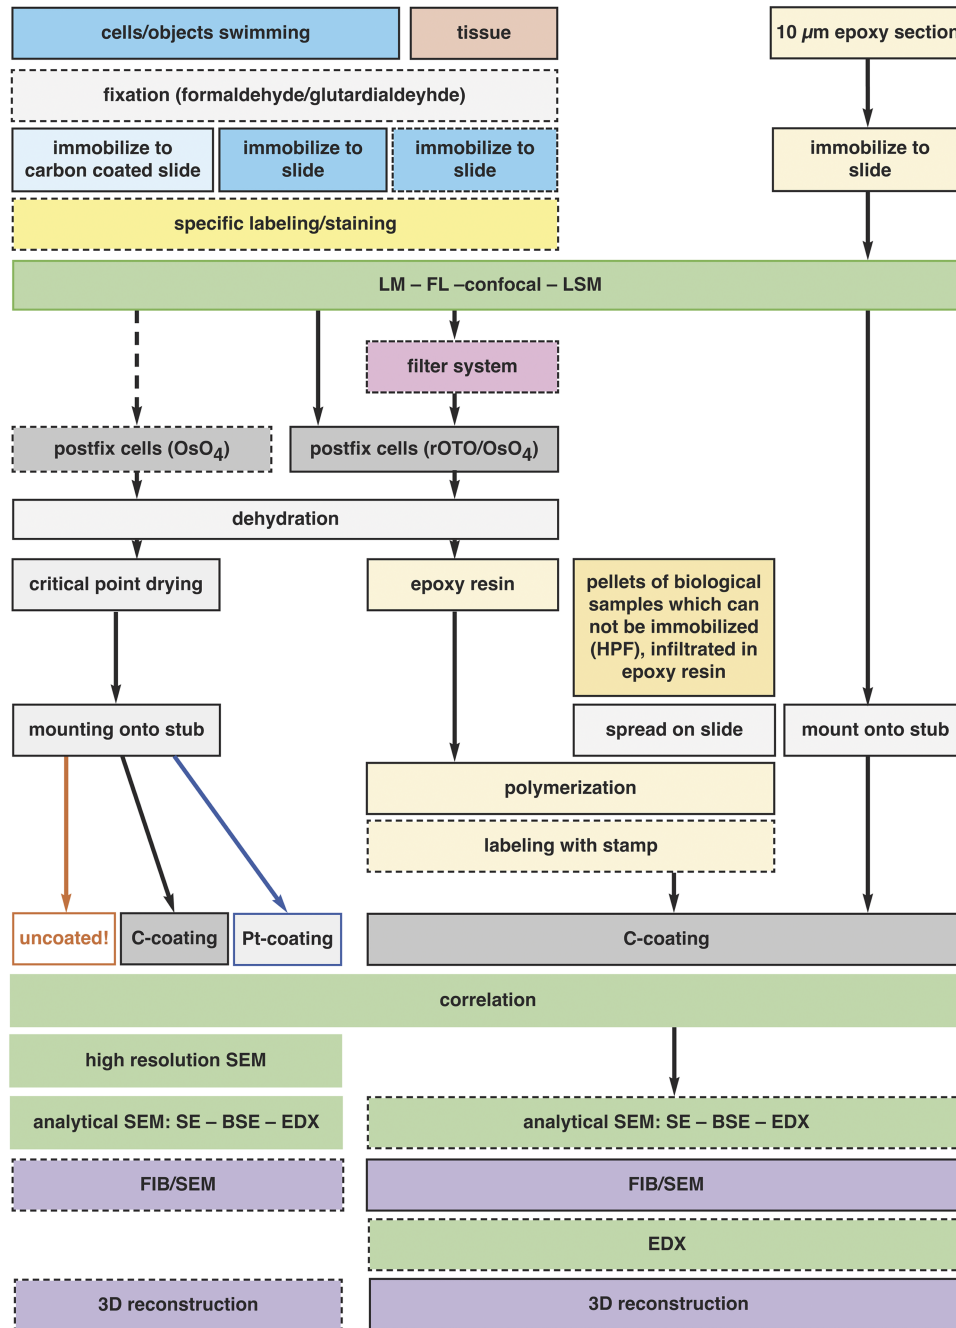 cells/objects swimming
tissue
10 µm epoxy section
fixation (formaldehyde/glutardialdeyhde)
immobilize to
carbon coated slide
immobilize to
slide
immobilize to
slide
immobilize to
slide
specific labeling/staining
LM – FL –confocal – LSM
filter system
postfix cells (OsO4)
postfix cells (rOTO/OsO4)
dehydration
critical point drying
epoxy resin
pellets of biological
samples which can
not be immobilized
(HPF), infiltrated in
epoxy resin
mounting onto stub
spread on slide
mount onto stub
polymerization
labeling with stamp
uncoated!
C-coating
Pt-coating
C-coating
correlation
high resolution SEM
analytical SEM: SE – BSE – EDX
analytical SEM: SE – BSE – EDX
FIB/SEM
FIB/SEM
EDX
3D reconstruction
3D reconstruction